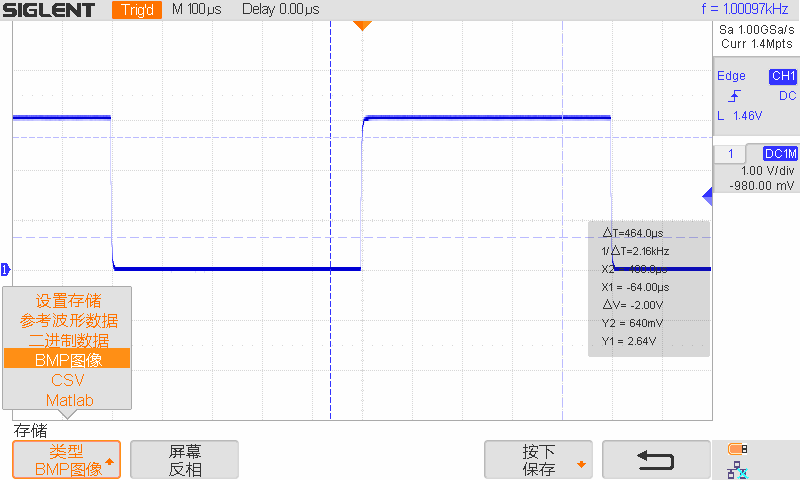 SIGLENT Trig'd M 100µs Delay 0.00µs f = 1.00097kHz
Sa 1.00GSa/s
Curr 1.4Mpts
Edge CH1
DC
L 1.46V
1 DC1M
1.00 V/div
-980.00 mV
△T=464.0µs
1/△T=2.16kHz
X1 = -64.00µs
△V= -2.00V
Y2 = 640mV
Y1 = 2.64V
1
设置存储
参考波形数据
二进制数据
BMP图像
CSV
Matlab
存储
类型
BMP图像
屏幕
反相
按下
保存